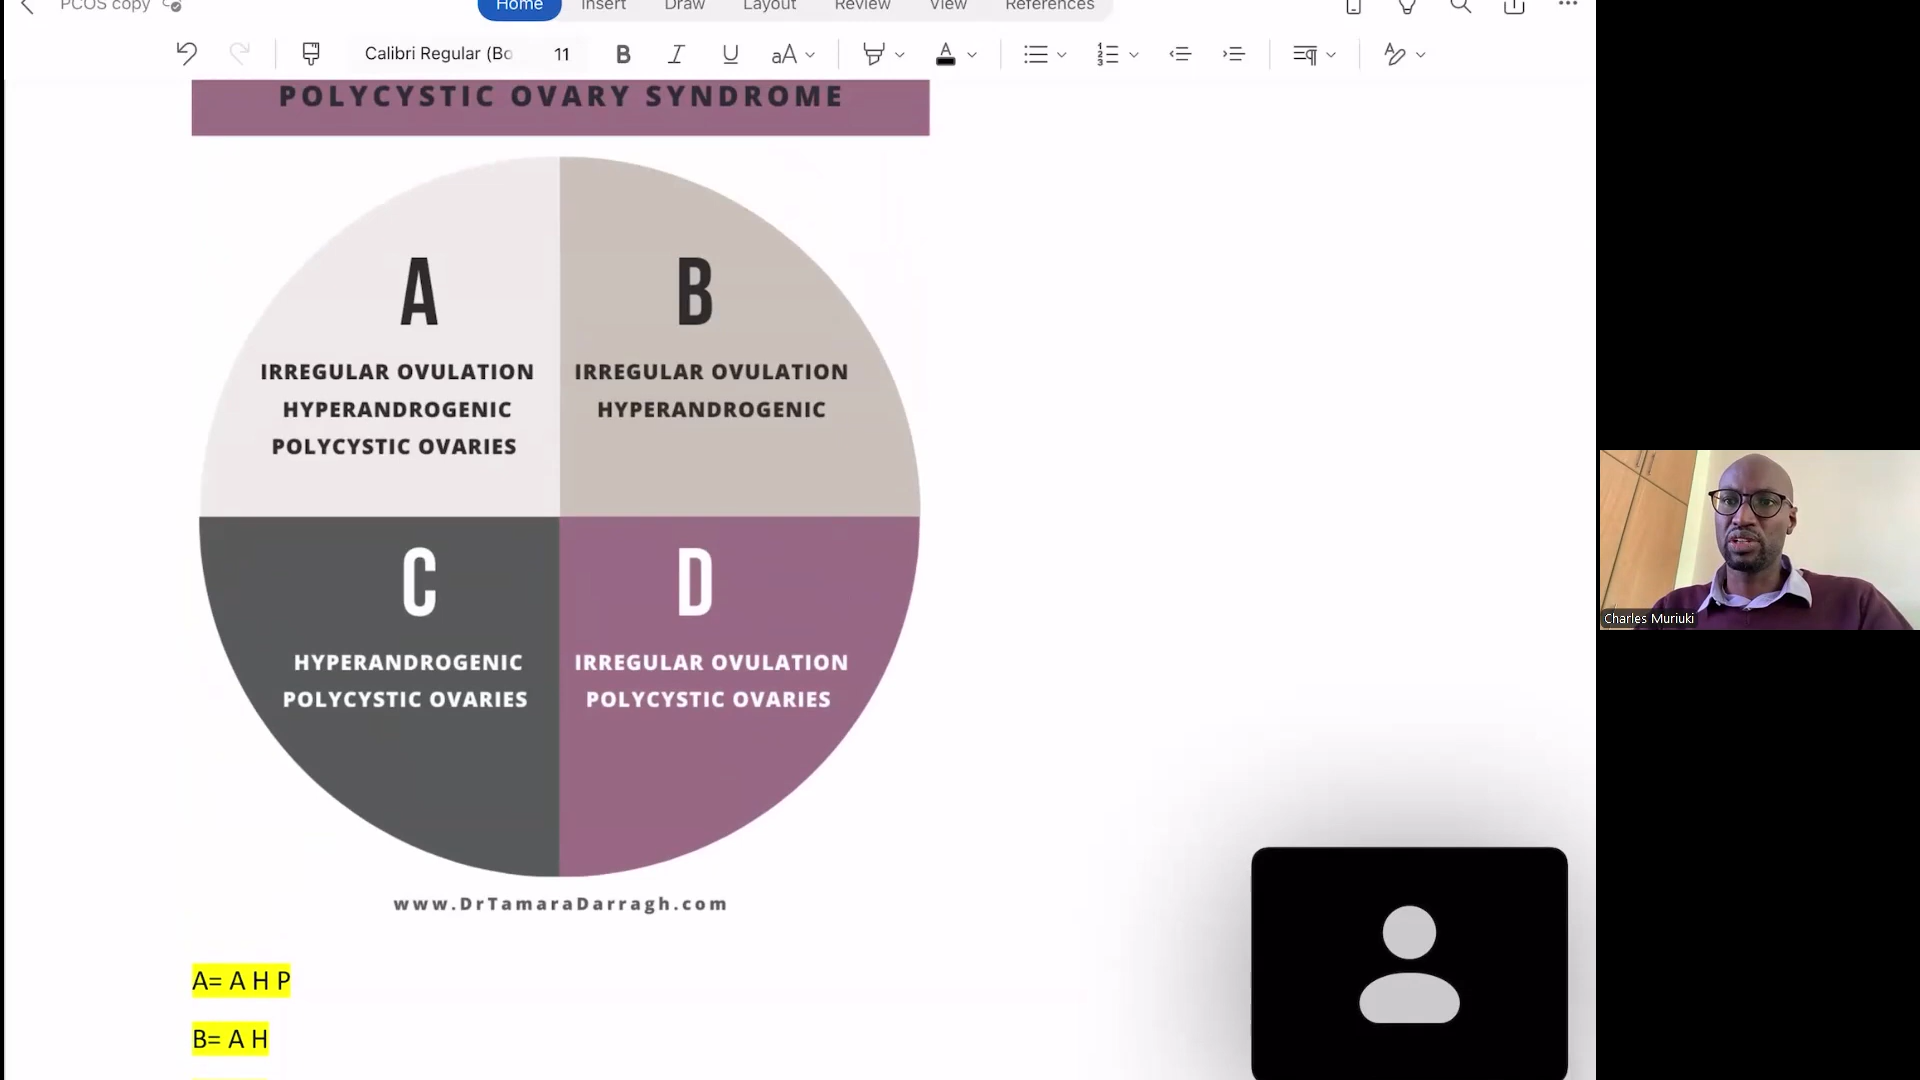 PCOS copy
Home Insert Draw Layout Review View References
Calibri Regular (Bo 11
POLYCYSTIC OVARY SYNDROME
A
IRREGULAR OVULATION
HYPERANDROGENIC
POLYCYSTIC OVARIES
B
IRREGULAR OVULATION
HYPERANDROGENIC
C
HYPERANDROGENIC
POLYCYSTIC OVARIES
D
IRREGULAR OVULATION
POLYCYSTIC OVARIES
www.DrTamaraDarragh.com
A= A H P
B= A H
Charles Muriuki